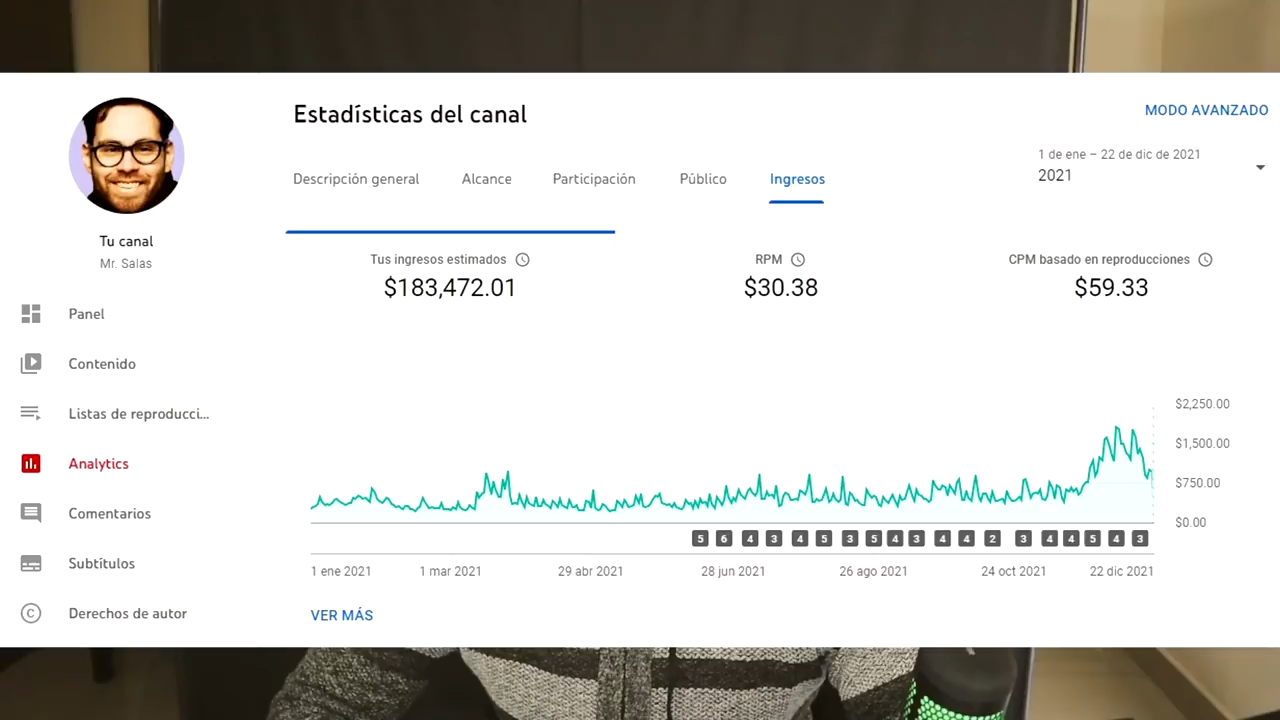 Estadísticas del canal
MODO AVANZADO
1 de ene – 22 de dic de 2021
2021
Descripción general
Alcance
Participación
Público
Ingresos
Tu canal
Mr. Salas
Panel
Contenido
Listas de reproducci...
Analytics
Comentarios
Subtítulos
Derechos de autor
Tus ingresos estimados
$183,472.01
RPM
$30.38
CPM basado en reproducciones
$59.33
$2,250.00
$1,500.00
$750.00
$0.00
5 6 4 3 4 5 3 5 4 3 4 4 2 3 4 4 5 4 3
1 ene 2021
1 mar 2021
29 abr 2021
28 jun 2021
26 ago 2021
24 oct 2021
22 dic 2021
VER MÁS